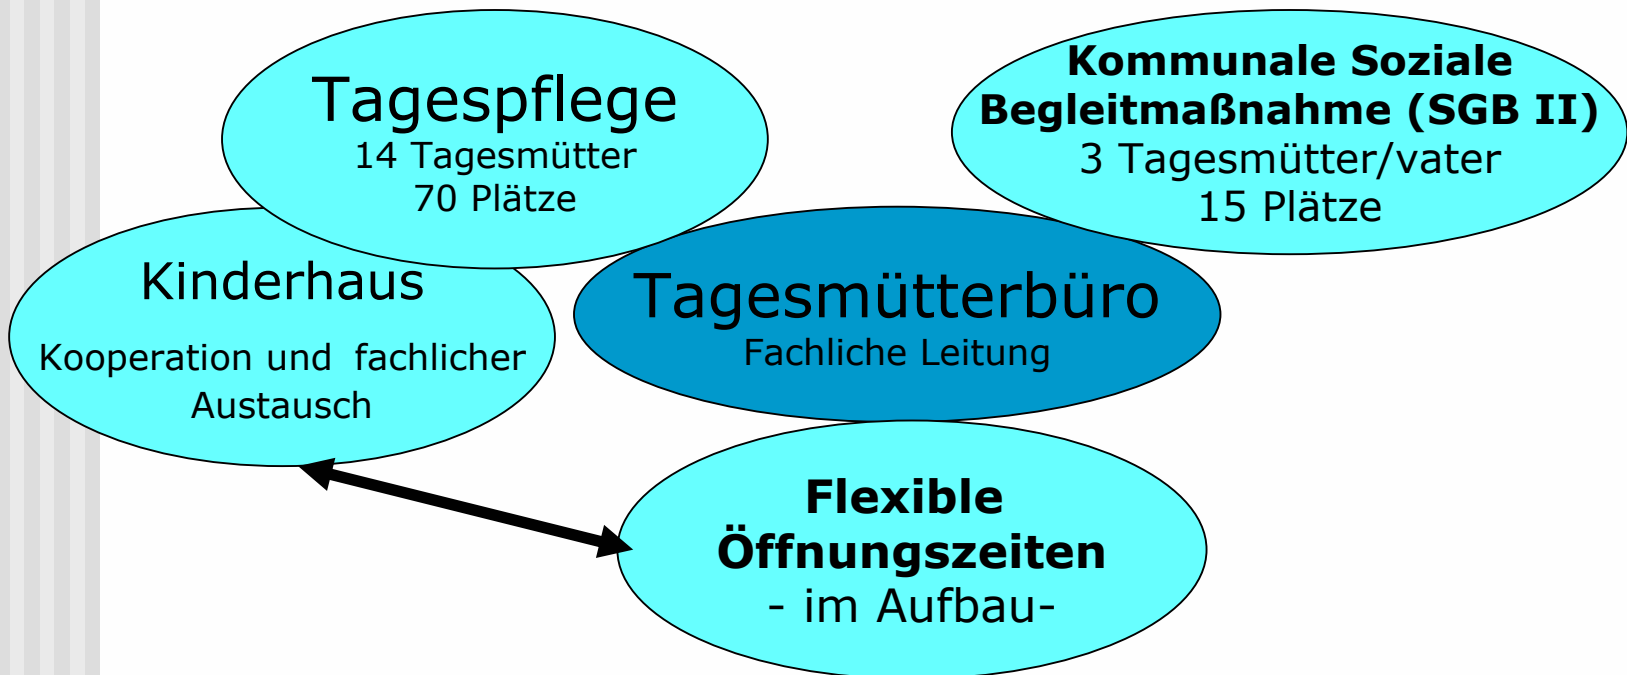 Tagespflege
14 Tagesmütter
70 Plätze
Kommunale Soziale
Begleitmaßnahme (SGB II)
3 Tagesmütter/vater
15 Plätze
Kinderhaus
Kooperation und fachlicher
Austausch
Tagesmütterbüro
Fachliche Leitung
Flexible
Öffnungszeiten
- im Aufbau-